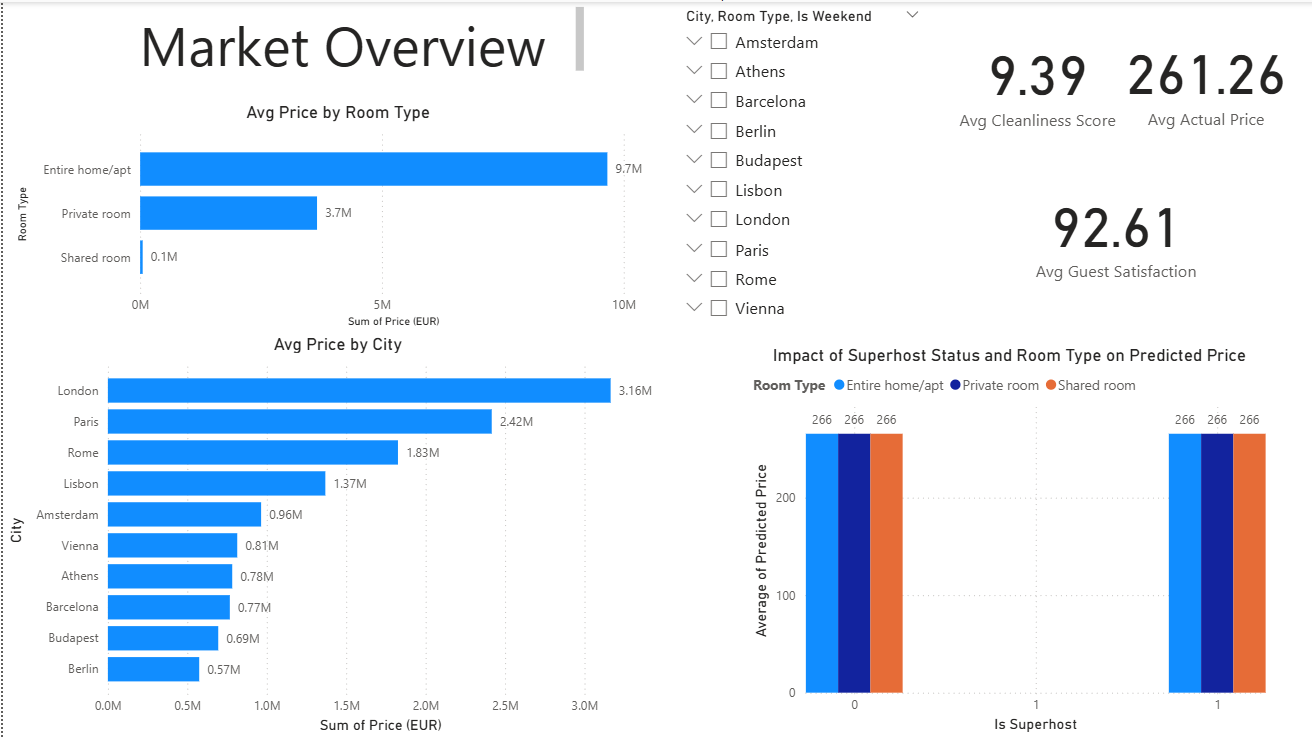 Market Overview
Avg Price by Room Type
Room Type
Entire home/apt
9.7M
Private room
3.7M
Shared room
0.1M
0M
5M
10M
Sum of Price (EUR)
Avg Price by City
City
London
3.16M
Paris
2.42M
Rome
1.83M
Lisbon
1.37M
Amsterdam
0.96M
Vienna
0.81M
Athens
0.78M
Barcelona
0.77M
Budapest
0.69M
Berlin
0.57M
0.0M
0.5M
1.0M
1.5M
2.0M
2.5M
3.0M
Sum of Price (EUR)
City, Room Type, Is Weekend
Amsterdam
Athens
Barcelona
Berlin
Budapest
Lisbon
London
Paris
Rome
Vienna
9.39
Avg Cleanliness Score
261.26
Avg Actual Price
92.61
Avg Guest Satisfaction
Impact of Superhost Status and Room Type on Predicted Price
Room Type Entire home/apt Private room Shared room
266 266 266
266 266 266
Average of Predicted Price
200
100
0
0
1
1
Is Superhost